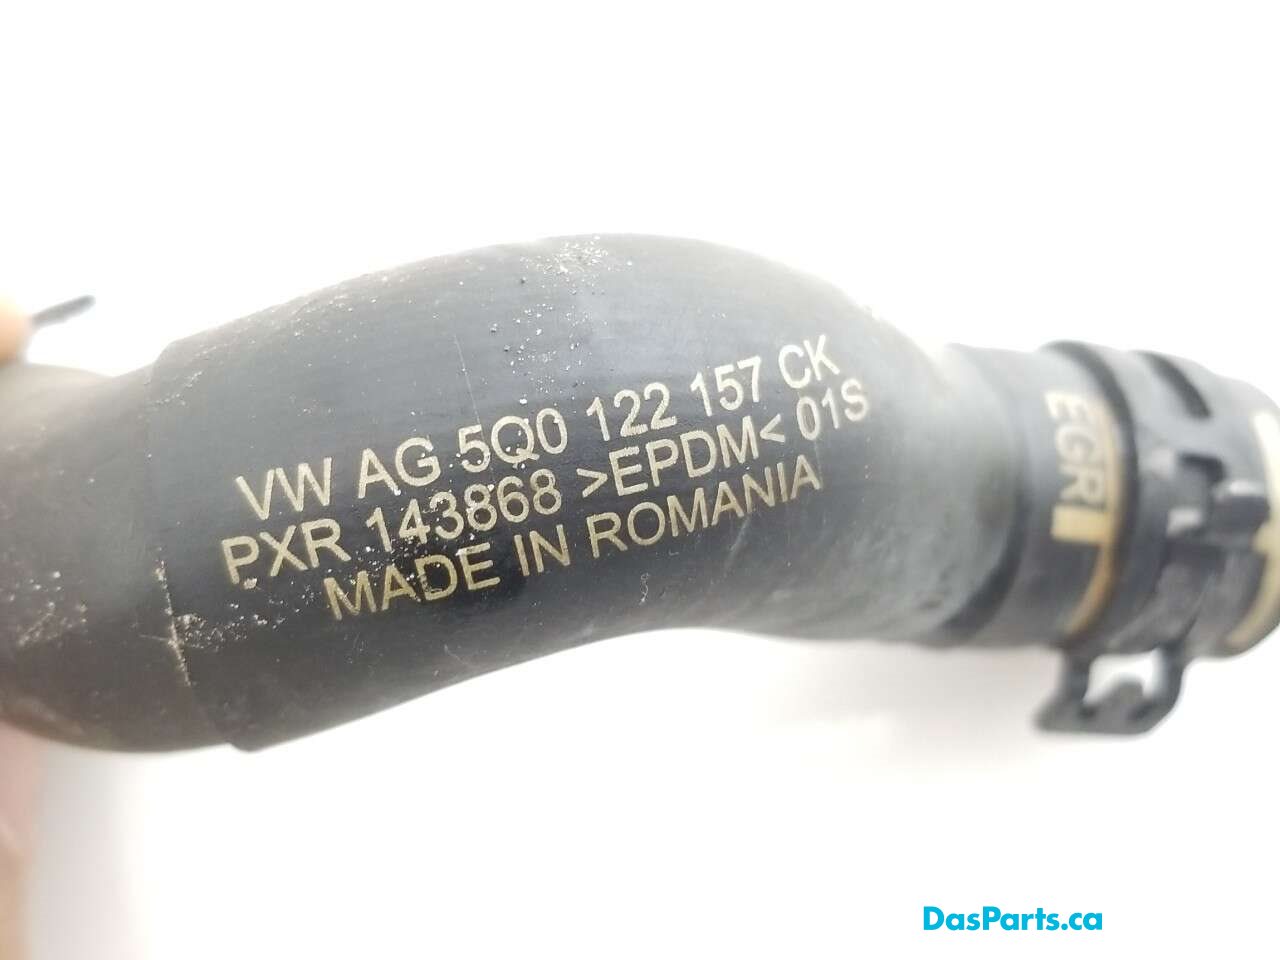 VW AG 5Q0 122 157 CK
PXR 143868 >EPDM< 01S
MADE IN ROMANIA
EGR
DasParts.ca